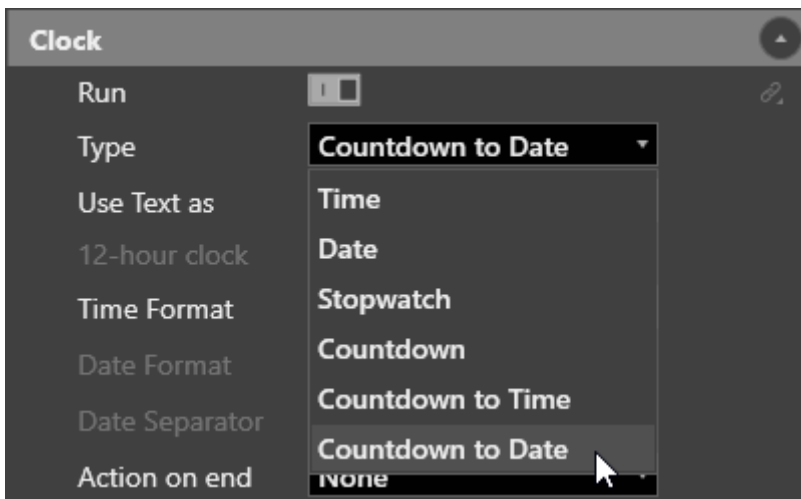 Clock
Run
Type Countdown to Date
Time
Use Text as
Date
12-hour clock
Stopwatch
Time Format
Countdown
Date Format
Countdown to Time
Date Separator
Countdown to Date
Action on end None